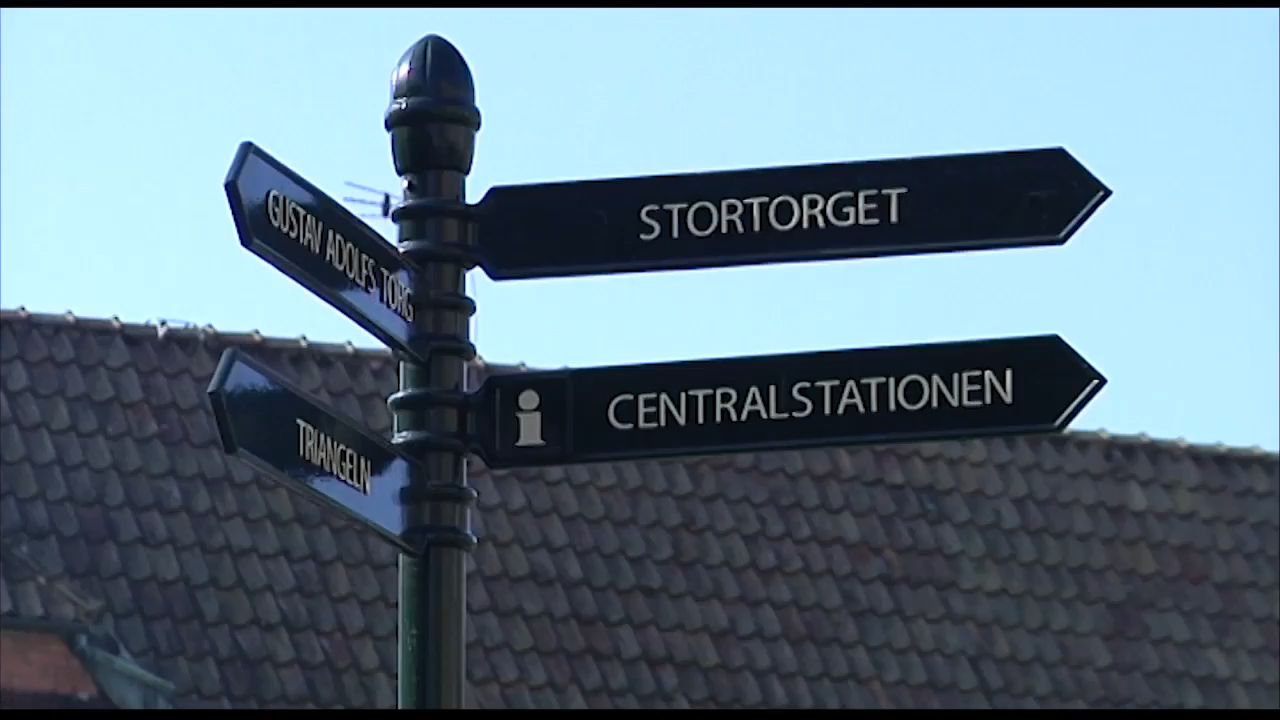 GUSTAV ADOLFS TORG
STORTORGET
TRIANGELN
i CENTRALSTATIONEN